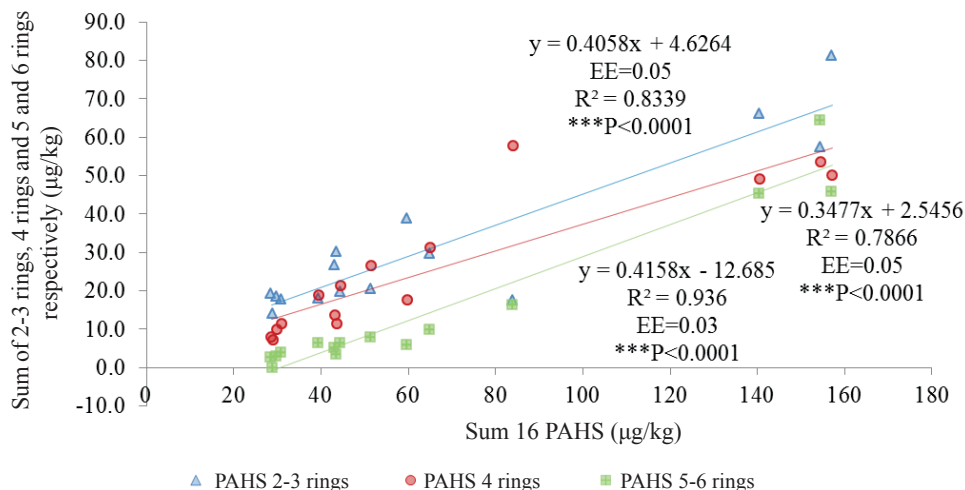 Sum of 2-3 rings, 4 rings and 5 and 6 rings
respectively (µg/kg)
90.0
80.0
70.0
60.0
50.0
40.0
30.0
20.0
10.0
0.0
-10.0
y = 0.4058x + 4.6264
EE=0.05
R² = 0.8339
***P<0.0001
y = 0.3477x + 2.5456
R² = 0.7866
EE=0.05
***P<0.0001
y = 0.4158x - 12.685
R² = 0.936
EE=0.03
***P<0.0001
0 20 40 60 80 100 120 140 160 180
Sum 16 PAHS (µg/kg)
PAHS 2-3 rings PAHS 4 rings PAHS 5-6 rings